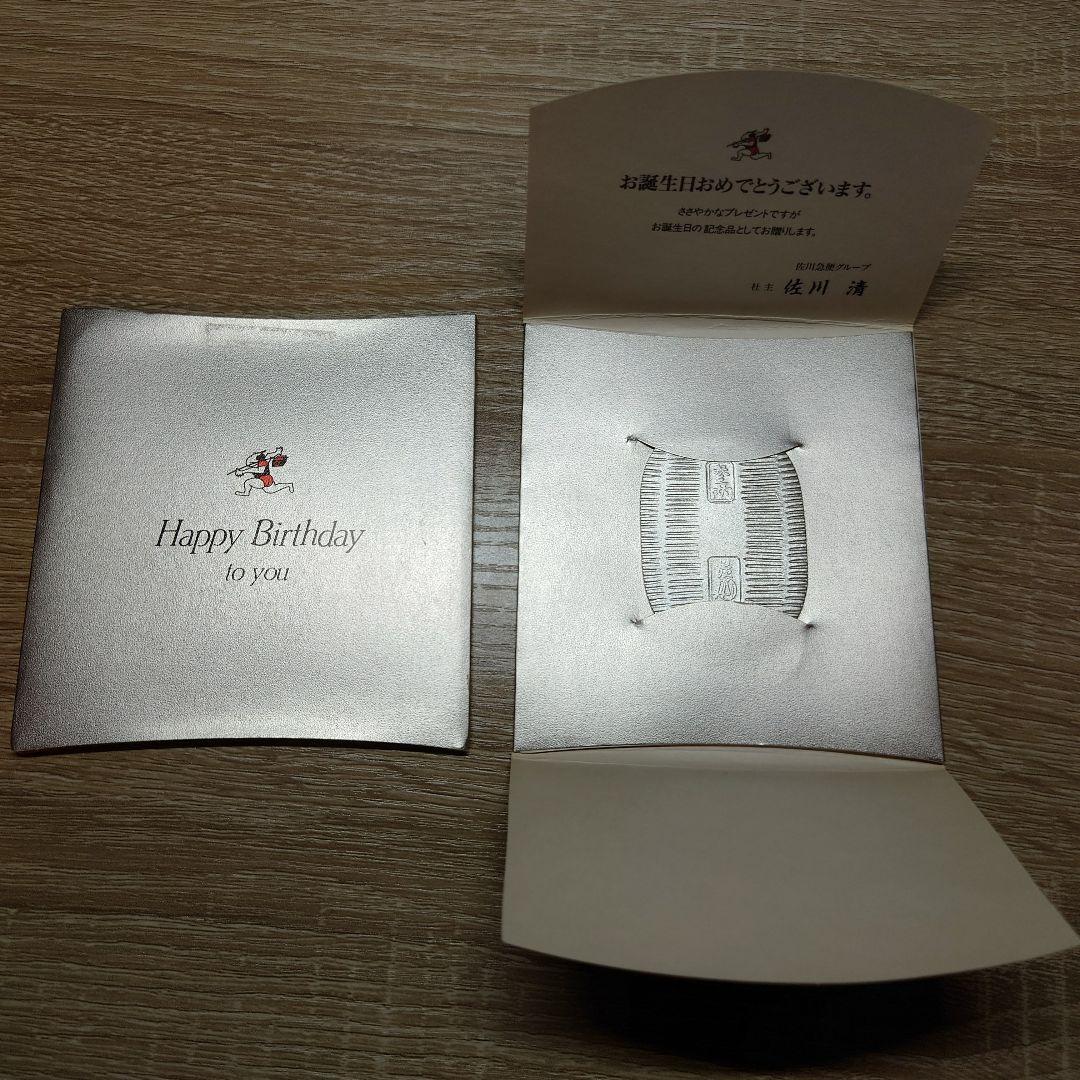 Happy Birthday
to you
お誕生日おめでとうございます。
ささやかなプレゼントですが
お誕生日の記念品としてお贈りします。
佐川急便グループ
社主 佐川 清